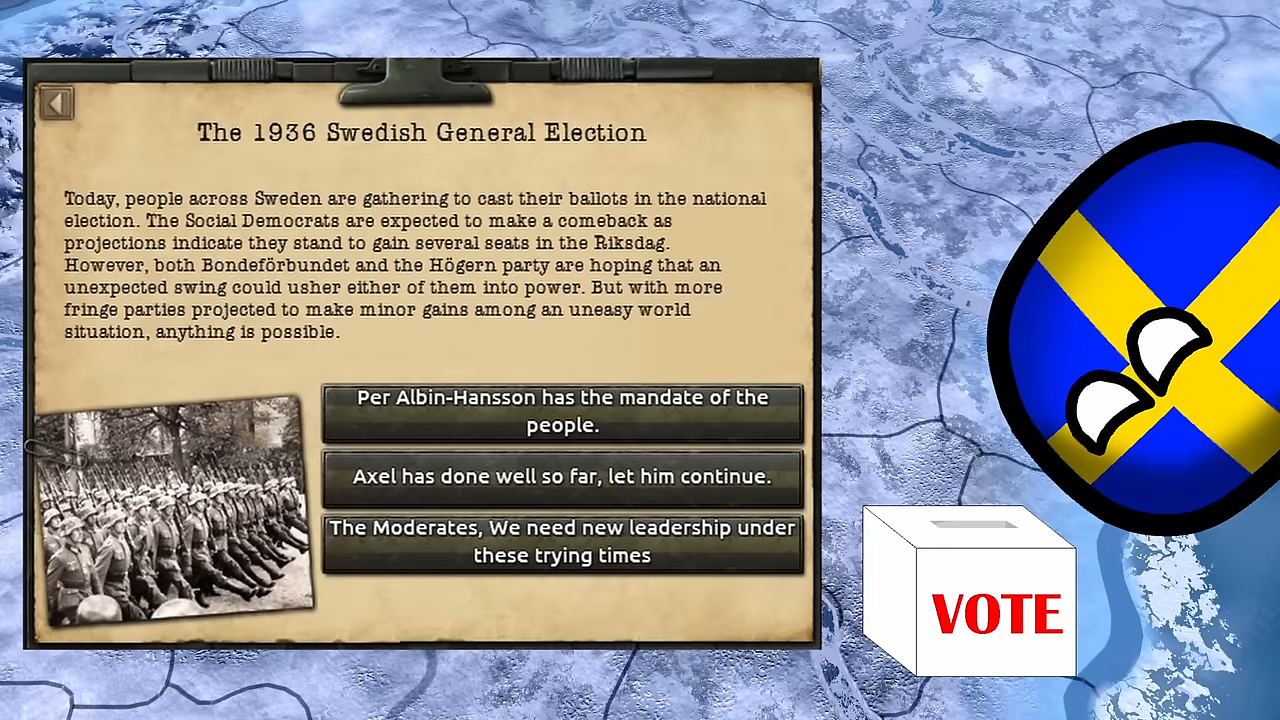 The 1936 Swedish General Election
Today, people across Sweden are gathering to cast their ballots in the national
election. The Social Democrats are expected to make a comeback as
projections indicate they stand to gain several seats in the Riksdag.
However, both Bondeförbundet and the Högern party are hoping that an
unexpected swing could usher either of them into power. But with more
fringe parties projected to make minor gains among an uneasy world
situation, anything is possible.
Per Albin-Hansson has the mandate of the
people.
Axel has done well so far, let him continue.
The Moderates, We need new leadership under
these trying times
VOTE